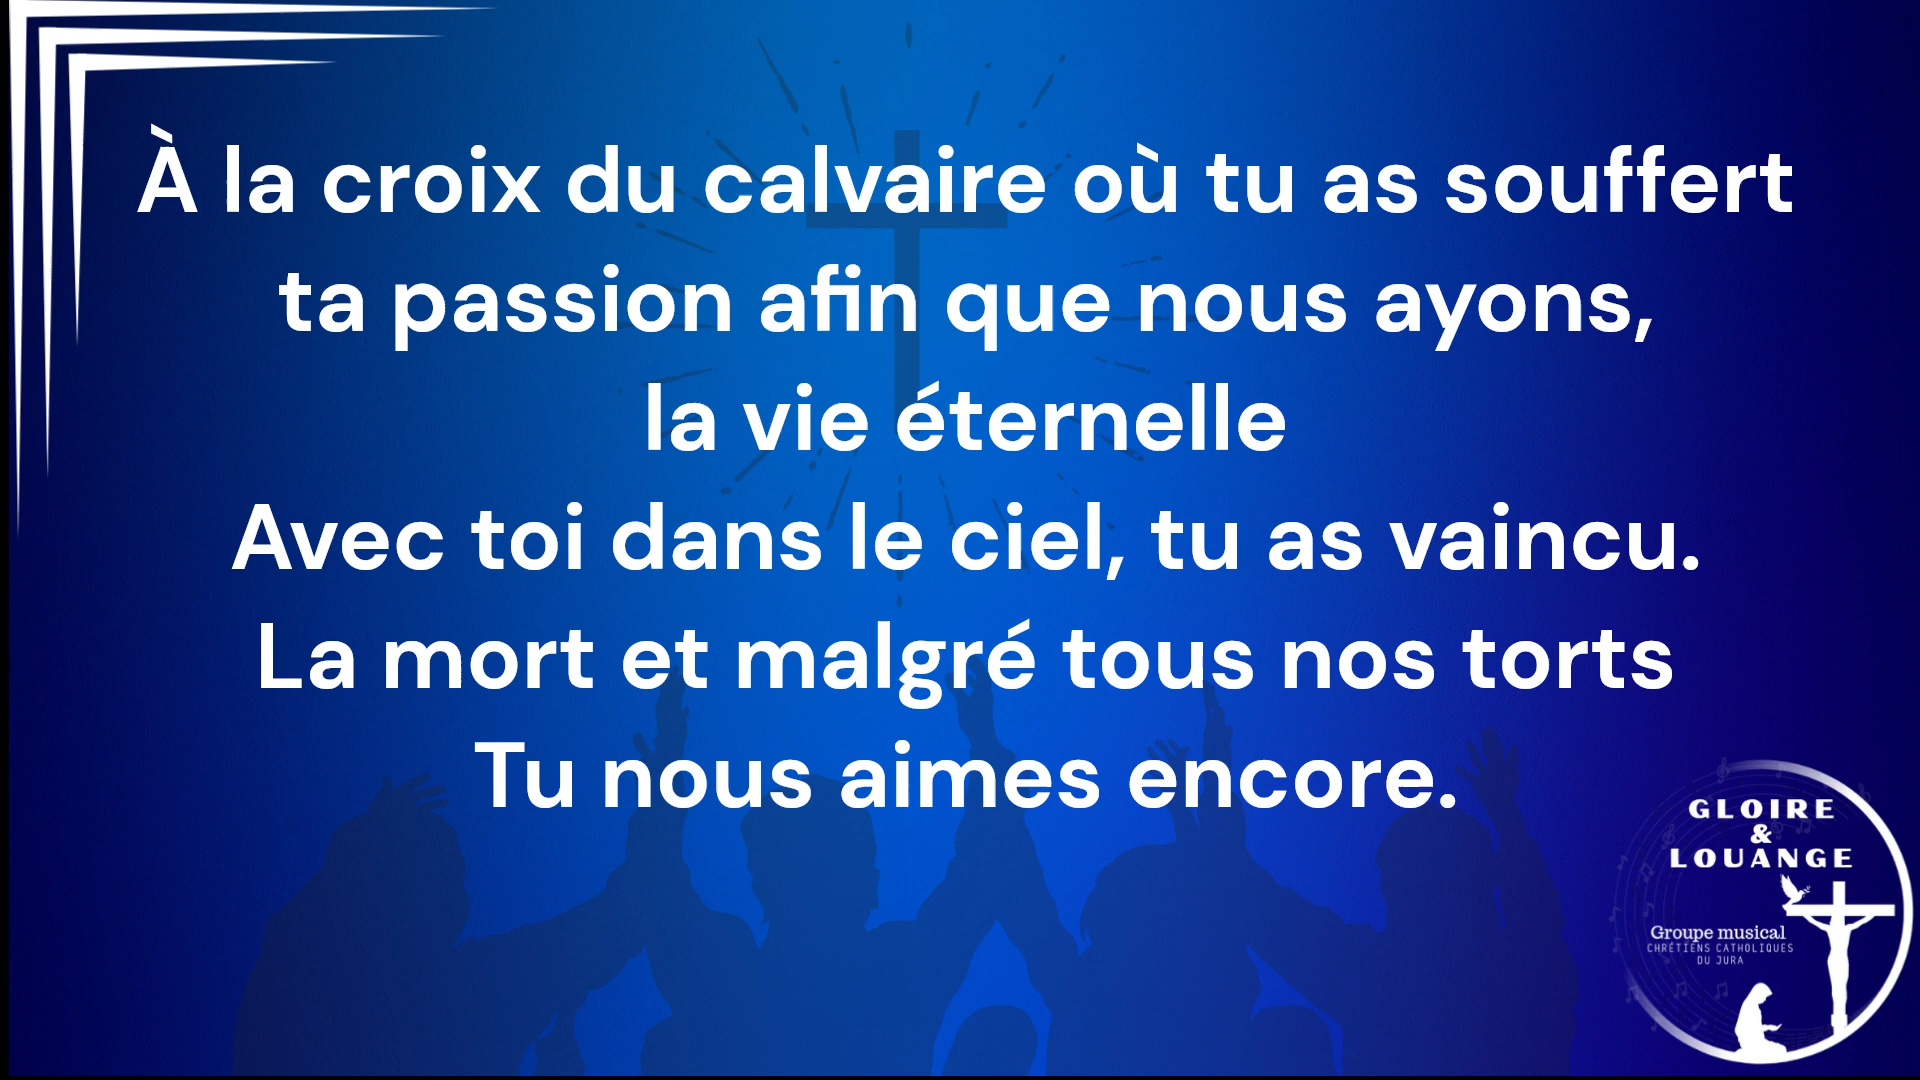 À la croix du calvaire où tu as souffert
ta passion afin que nous ayons,
la vie éternelle
Avec toi dans le ciel, tu as vaincu.
La mort et malgré tous nos torts
Tu nous aimes encore.
GLOIRE
&
LOUANGE
Groupe musical
CHRÉTIENS CATHOLIQUES
DU JURA